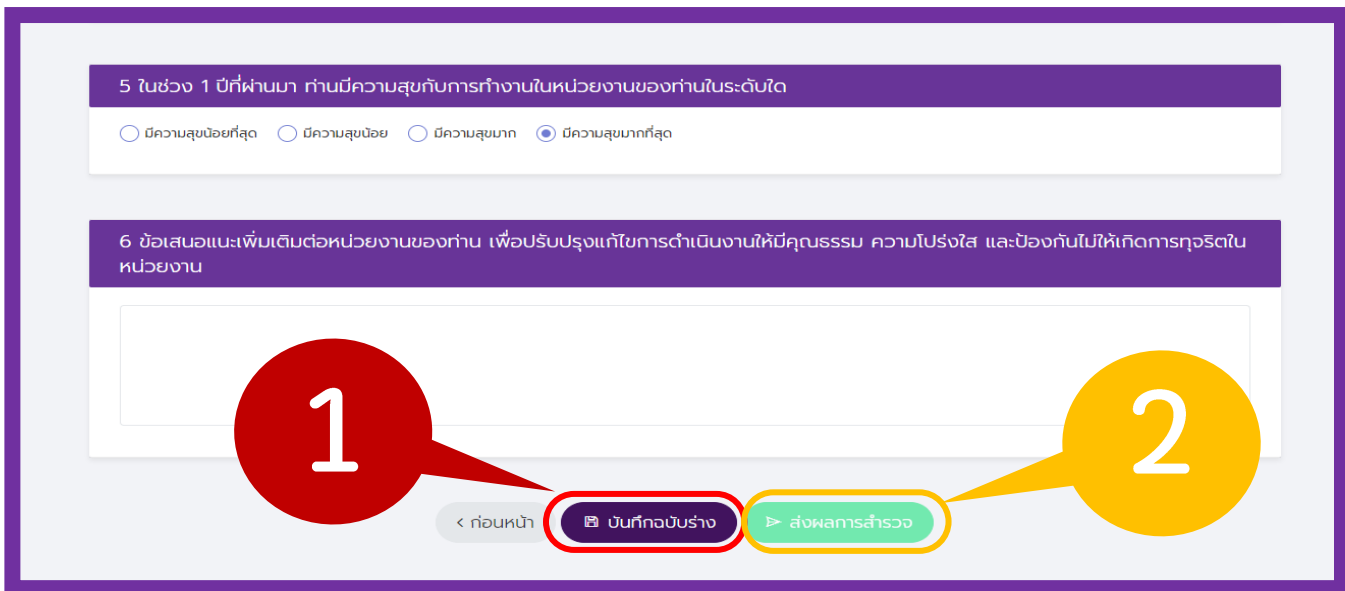 5 ในช่วง 1 ปีที่ผ่านมา ท่านมีความสุขกับการทำงานในหน่วยงานของท่านในระดับใด
มีความสุขน้อยที่สุด มีความสุขน้อย มีความสุขมาก มีความสุขมากที่สุด
6 ข้อเสนอแนะเพิ่มเติมต่อหน่วยงานของท่าน เพื่อปรับปรุงแก้ไขการดำเนินงานให้มีคุณธรรม ความโปร่งใส และป้องกันไม่ให้เกิดการทุจริตใน
หน่วยงาน
1
2
< ก่อนหน้า บันทึกฉบับร่าง ส่งผลการสำรวจ